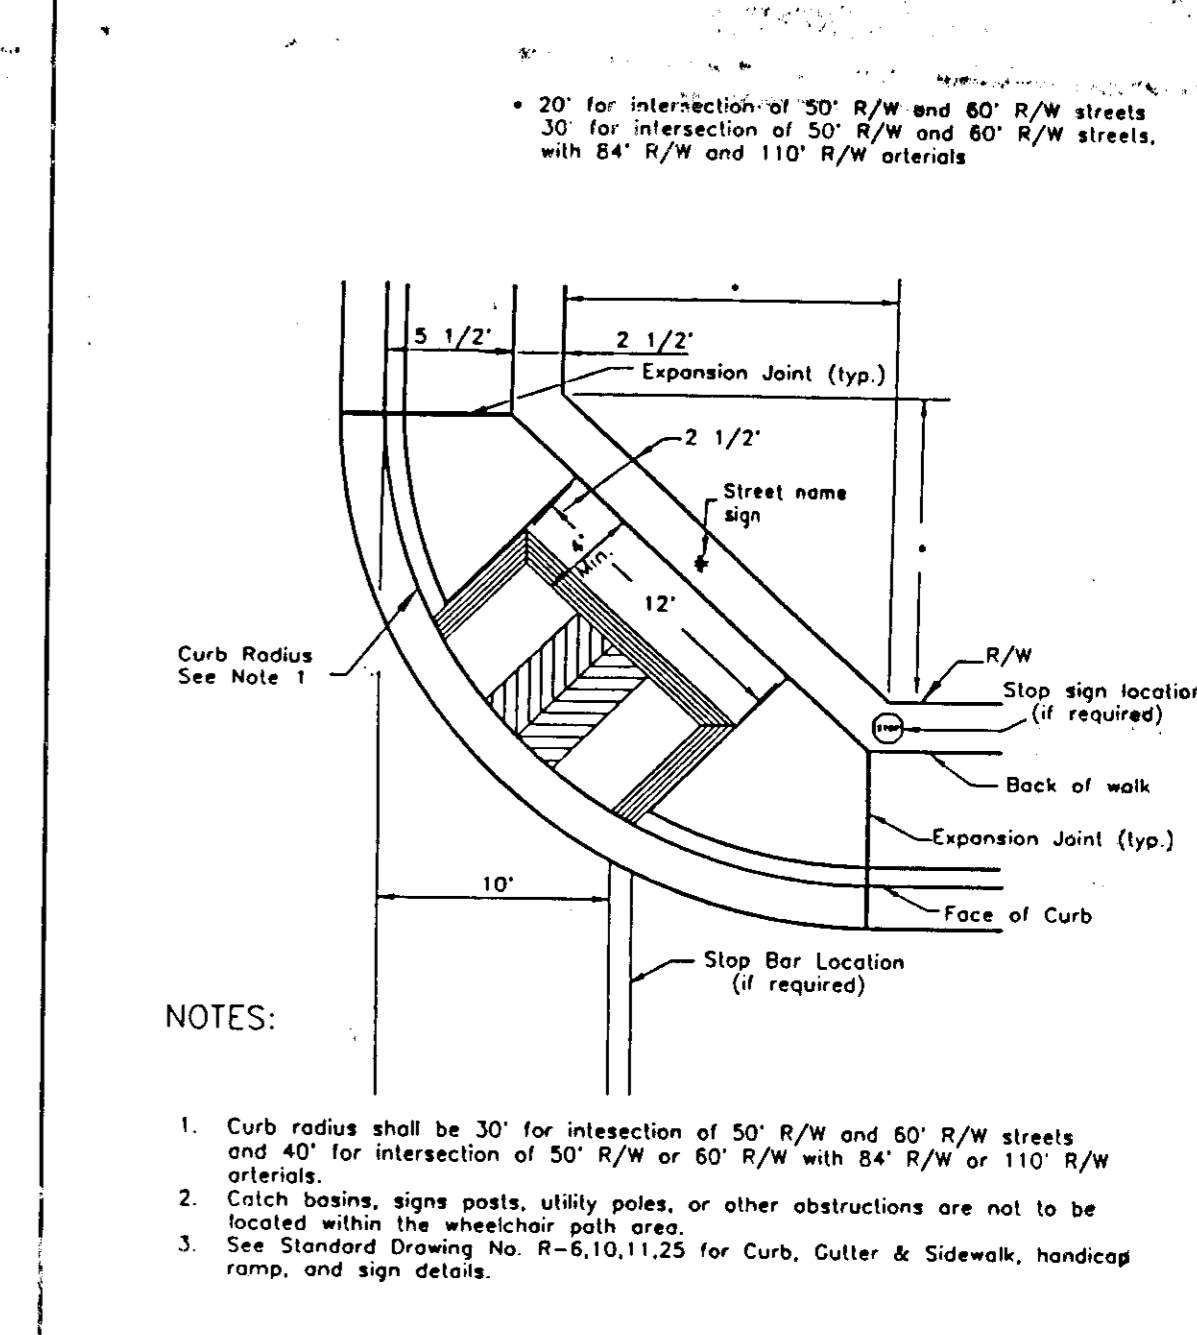 • 20' for intersection of 50' R/W and 60' R/W streets
30' for intersection of 50' R/W and 60' R/W streets,
with 84' R/W and 110' R/W arterials
•
5 1/2'
2 1/2'
Expansion Joint (typ.)
2 1/2'
Street name
sign
4'
Min.
•
12'
Curb Radius
See Note 1
R/W
Stop sign location
(if required)
STOP
Back of walk
Expansion Joint (typ.)
10'
Face of Curb
Stop Bar Location
(if required)
NOTES:
1. Curb radius shall be 30' for intesection of 50' R/W and 60' R/W streets
and 40' for intersection of 50' R/W or 60' R/W with 84' R/W or 110' R/W
arterials.
2. Catch basins, signs posts, utility poles, or other obstructions are not to be
located within the wheelchair path area.
3. See Standard Drawing No. R-6,10,11,25 for Curb, Gutter & Sidewalk, handicap
ramp, and sign details.